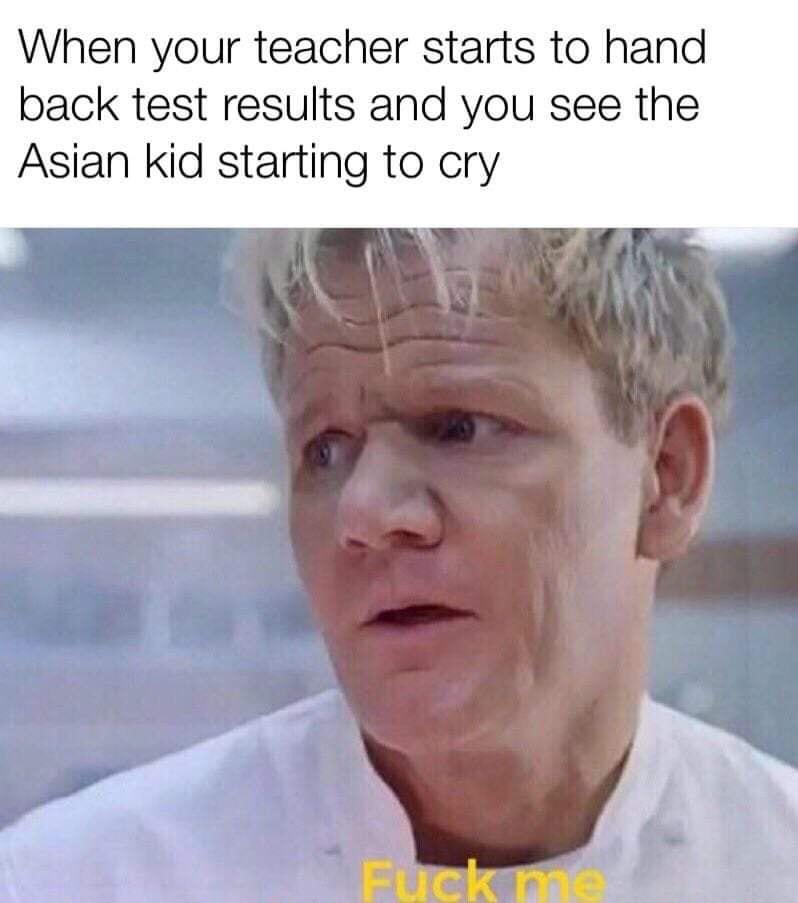 When your teacher starts to hand
back test results and you see the
Asian kid starting to cry
Fuck me